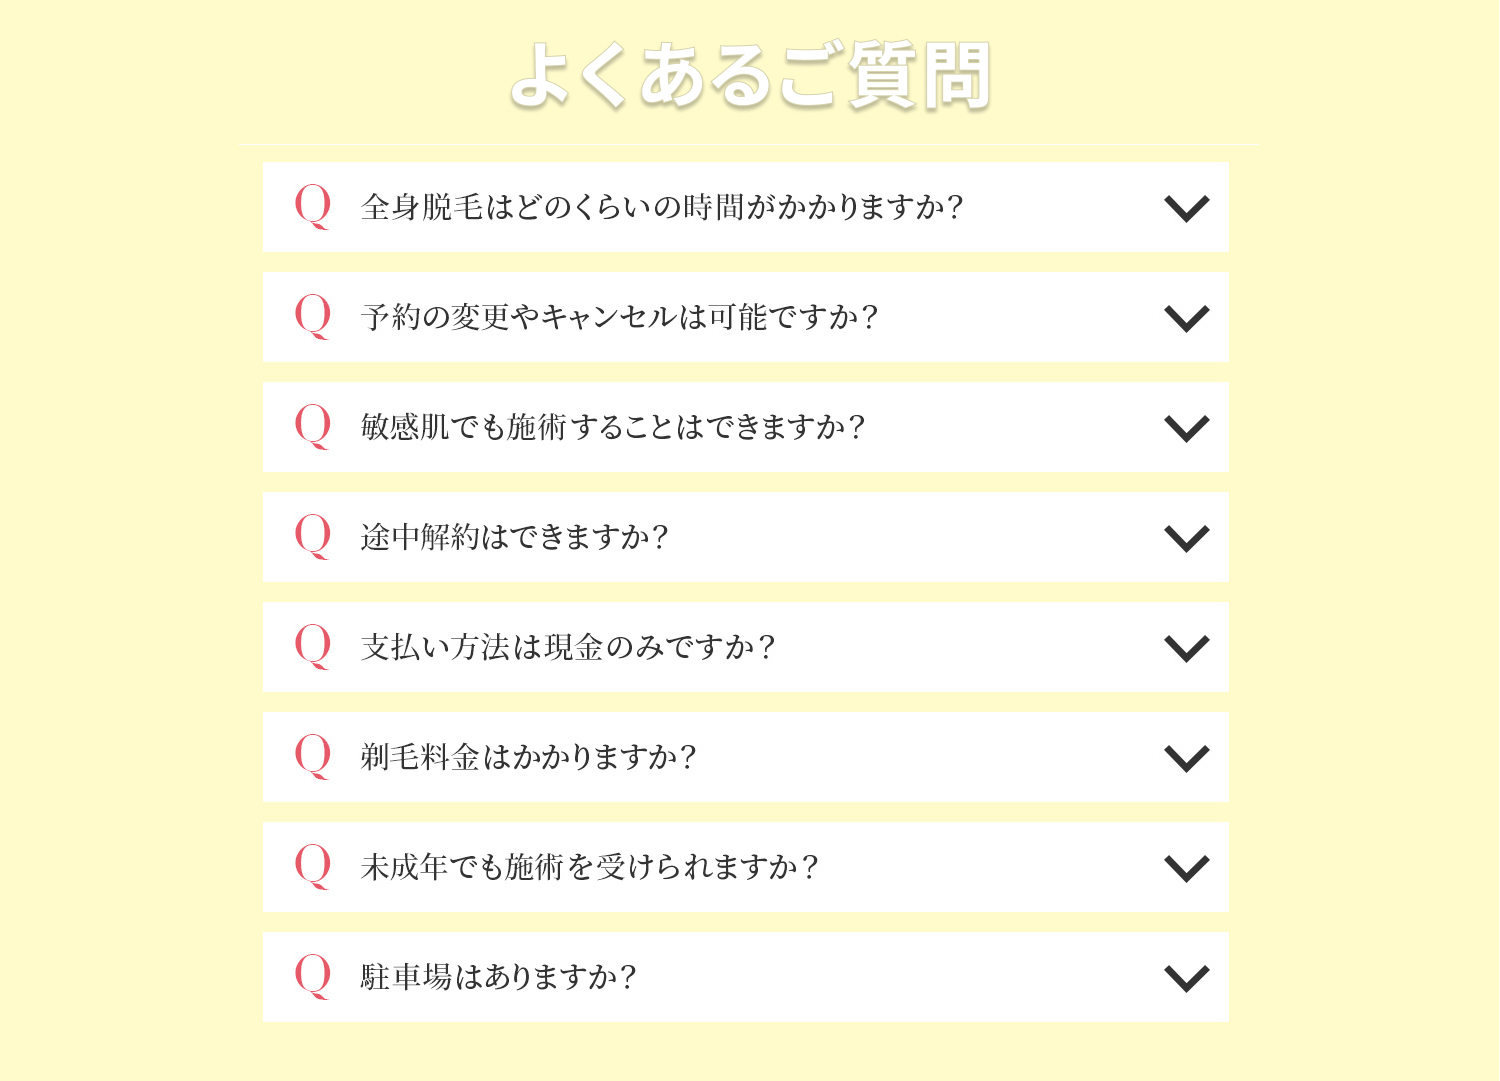 よくあるご質問
Q 全身脱毛はどのくらいの時間がかかりますか？
Q 予約の変更やキャンセルは可能ですか？
Q 敏感肌でも施術することはできますか？
Q 途中解約はできますか？
Q 支払い方法は現金のみですか？
Q 剃毛料金はかかりますか？
Q 未成年でも施術を受けられますか？
Q 駐車場はありますか？